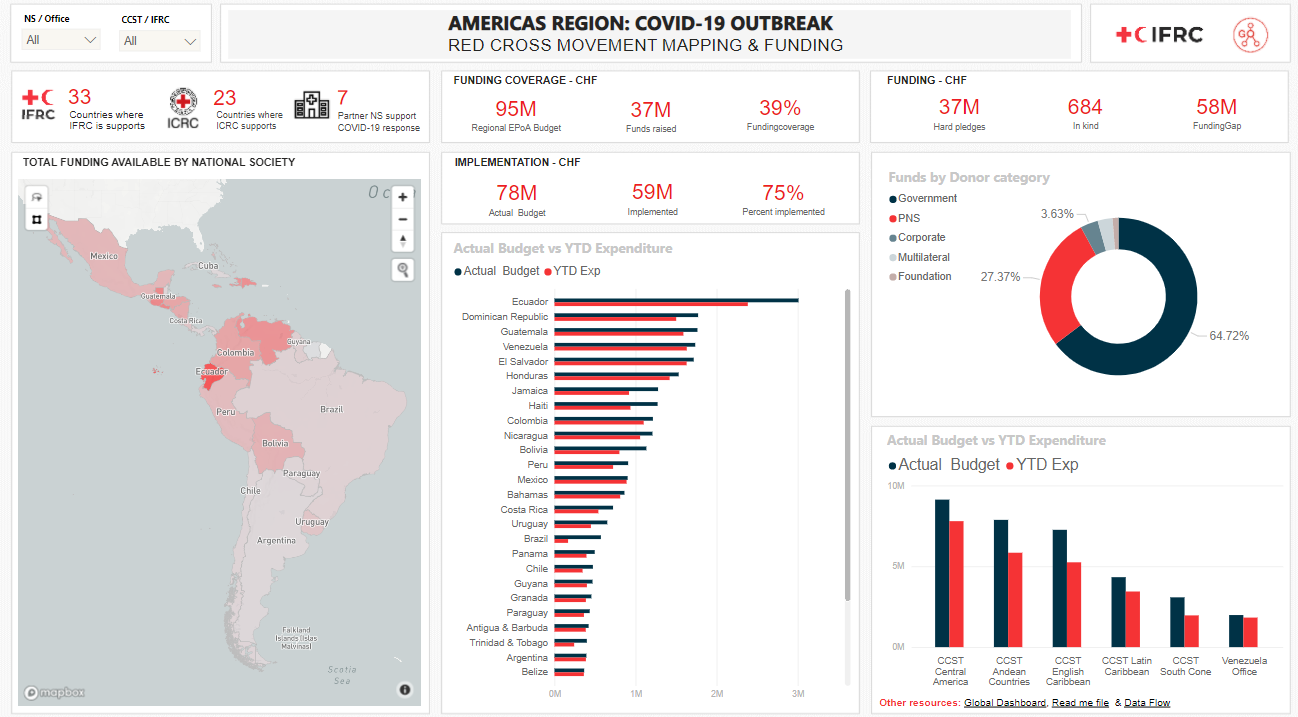 NS / Office
All
CCST / IFRC
All
AMERICAS REGION: COVID-19 OUTBREAK
RED CROSS MOVEMENT MAPPING & FUNDING
IFRC
GO
IFRC
33
Countries where
IFRC is supports
ICRC
23
Countries where
ICRC supports
7
Partner NS support
COVID-19 response
FUNDING COVERAGE - CHF
95M
Regional EPoA Budget
37M
Funds raised
39%
Fundingcoverage
FUNDING - CHF
37M
Hard pledges
684
In kind
58M
FundingGap
TOTAL FUNDING AVAILABLE BY NATIONAL SOCIETY
Mexico
Cuba
Guatemala
Costa Rica
Guyana
Colombia
Ecuador
Peru
Brazil
Bolivia
Paraguay
Chile
Uruguay
Argentina
Falkland
Islands [Islas
Malvinas]
Scotia
Sea
mapbox
IMPLEMENTATION - CHF
78M
Actual Budget
59M
Implemented
75%
Percent implemented
Actual Budget vs YTD Expenditure
Actual Budget
YTD Exp
Ecuador
Dominican Republic
Guatemala
Venezuela
El Salvador
Honduras
Jamaica
Haiti
Colombia
Nicaragua
Bolivia
Peru
Mexico
Bahamas
Costa Rica
Uruguay
Brazil
Panama
Chile
Guyana
Granada
Paraguay
Antigua & Barbuda
Trinidad & Tobago
Argentina
Belize
0M 1M 2M 3M
Funds by Donor category
Government
PNS
Corporate
Multilateral
Foundation
3.63%
27.37%
64.72%
Actual Budget vs YTD Expenditure
Actual Budget
YTD Exp
10M
5M
0M
CCST
Central
America
CCST
Andean
Countries
CCST
English
Caribbean
CCST Latin
Caribbean
CCST
South Cone
Venezuela
Office
Other resources: Global Dashboard, Read me file & Data Flow